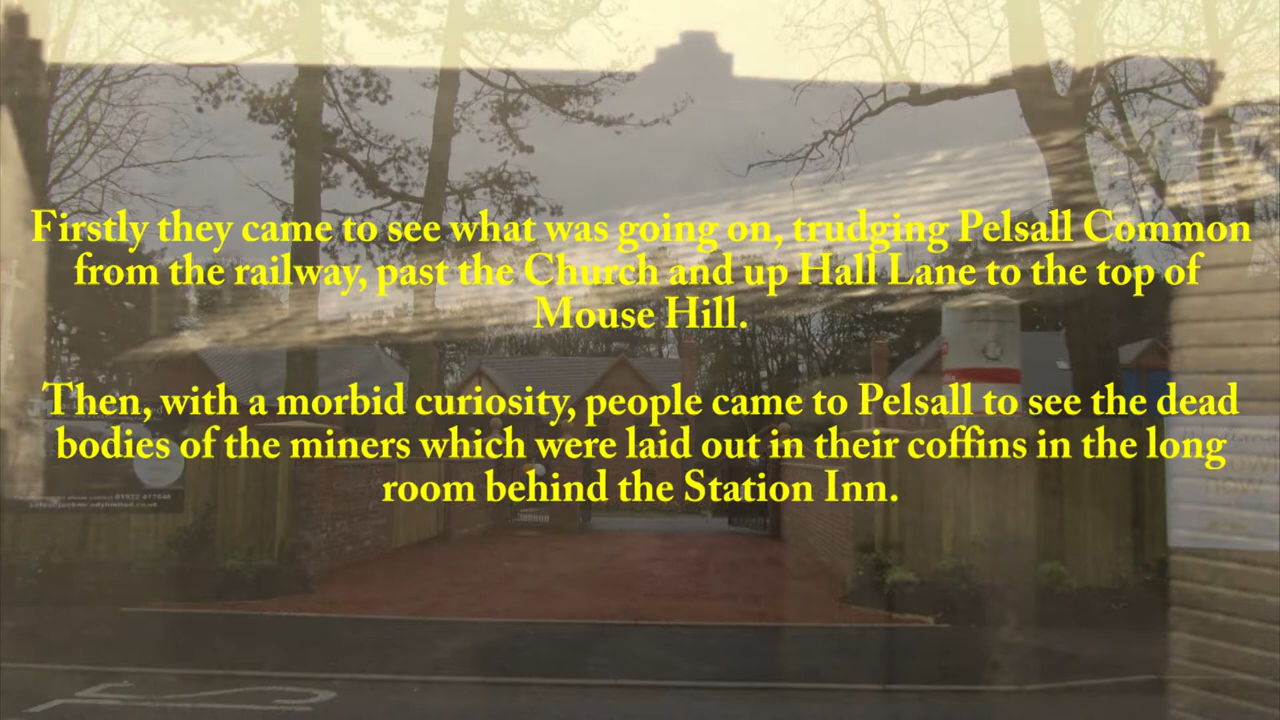 Firstly they came to see what was going on, trudging Pelsall Common
from the railway, past the Church and up Hall Lane to the top of
Mouse Hill.
Then, with a morbid curiosity, people came to Pelsall to see the dead
bodies of the miners which were laid out in their coffins in the long
room behind the Station Inn.
now